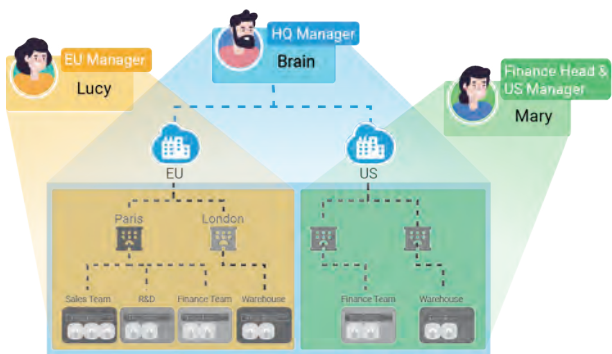 HQ Manager
Brain
EU Manager
Lucy
Finance Head &
US Manager
Mary
EU
US
Paris
London
Sales Team
R&D
Finance Team
Warehouse
Finance Team
Warehouse